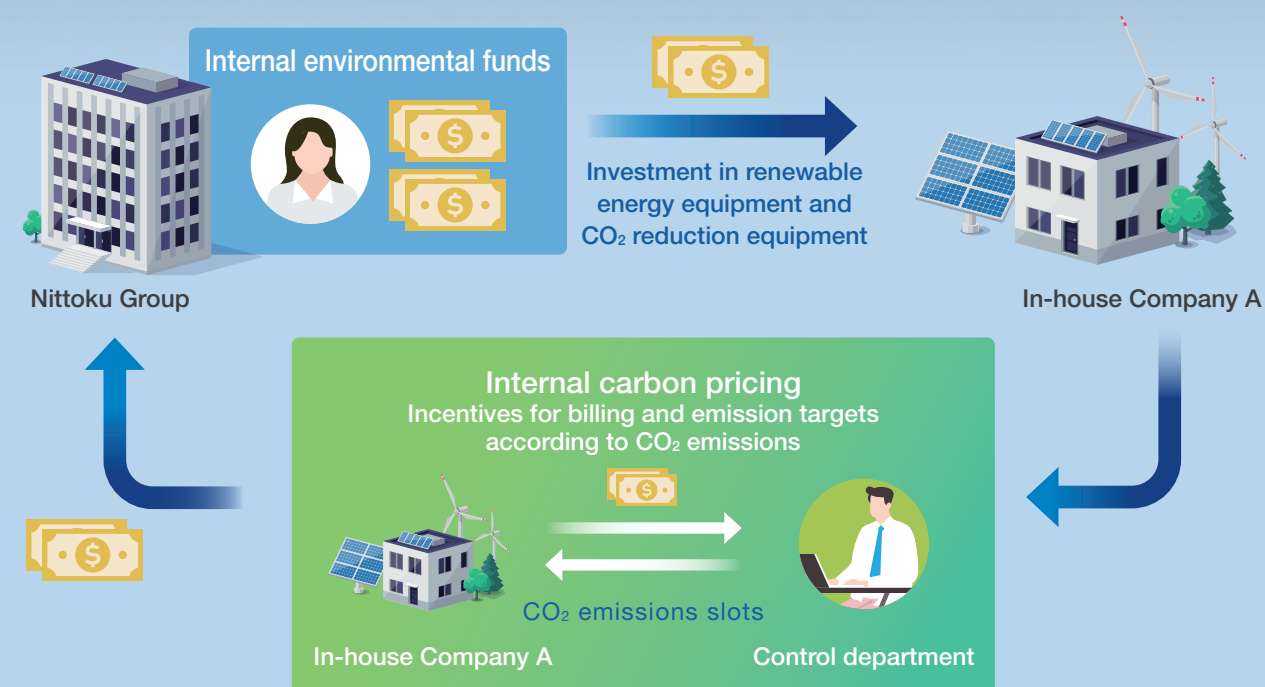 Internal environmental funds
$
$
$
Investment in renewable
energy equipment and
CO₂ reduction equipment
Nittoku Group
In-house Company A
Internal carbon pricing
Incentives for billing and emission targets
according to CO₂ emissions
$
$
CO₂ emissions slots
In-house Company A
Control department